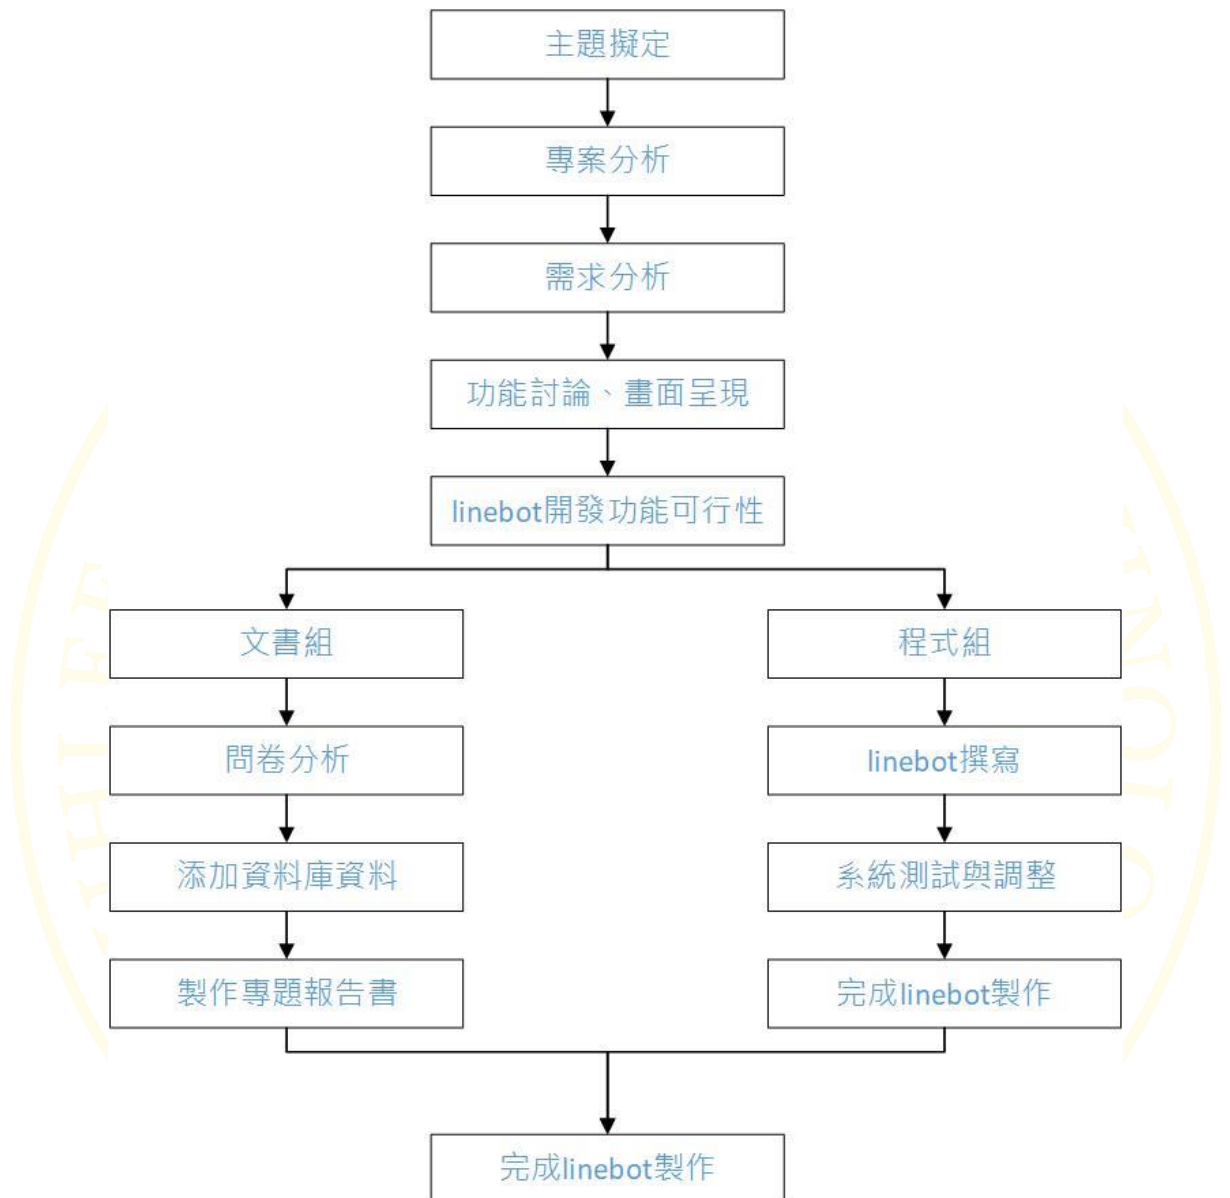 主題擬定
專案分析
需求分析
功能討論、畫面呈現
linebot開發功能可行性
文書組
問卷分析
添加資料庫資料
製作專題報告書
程式組
linebot撰寫
系統測試與調整
完成linebot製作
完成linebot製作